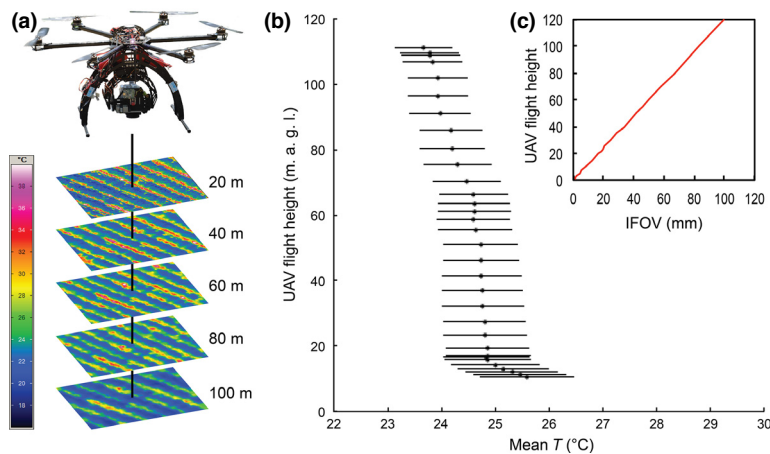 (a)
°C
38
36
34
32
30
28
26
24
22
20
18
16
20 m
40 m
60 m
80 m
100 m
(b)
UAV flight height (m. a. g. l.)
120
100
80
60
40
20
0
22 23 24 25 26 27 28 29 30
Mean T (°C)
(c)
UAV flight height
120
100
80
60
40
20
0
0 20 40 60 80 100 120
IFOV (mm)